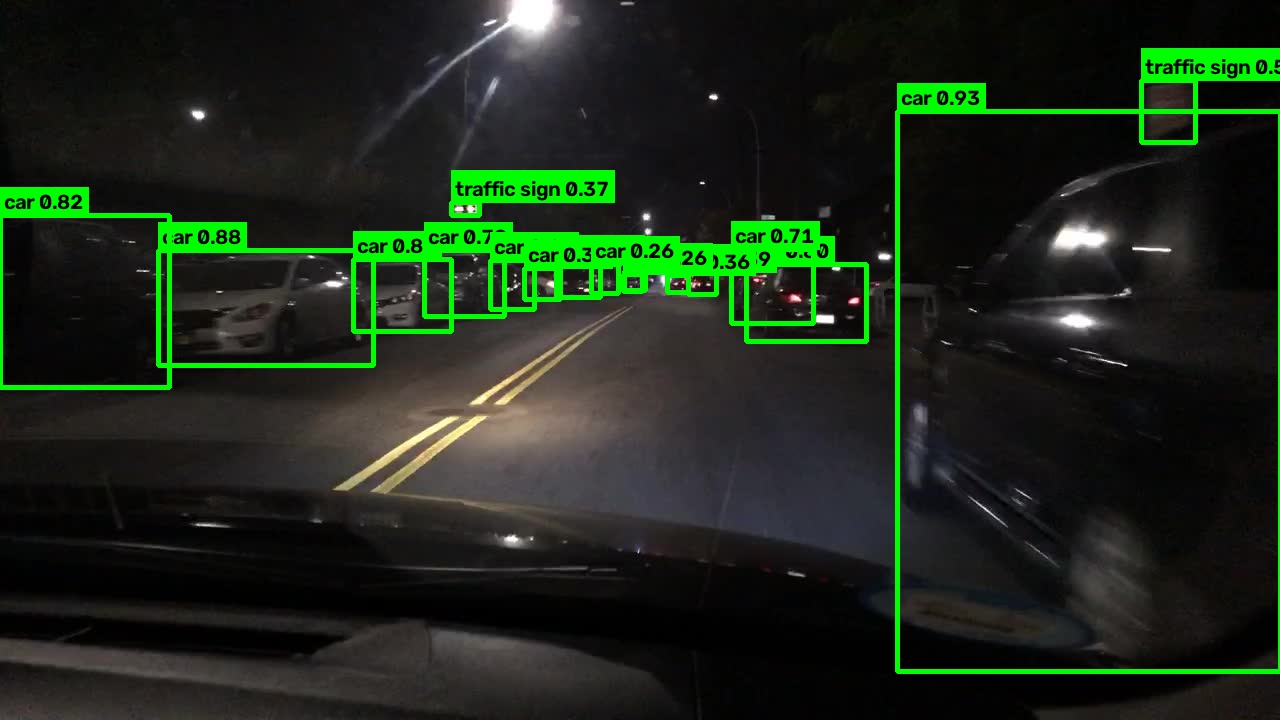 traffic sign 0.5
car 0.93
traffic sign 0.37
car 0.82
car 0.88
car 0.8
car 0.7
car
car 0.3
car 0.26
26
0.36
9
car 0.71